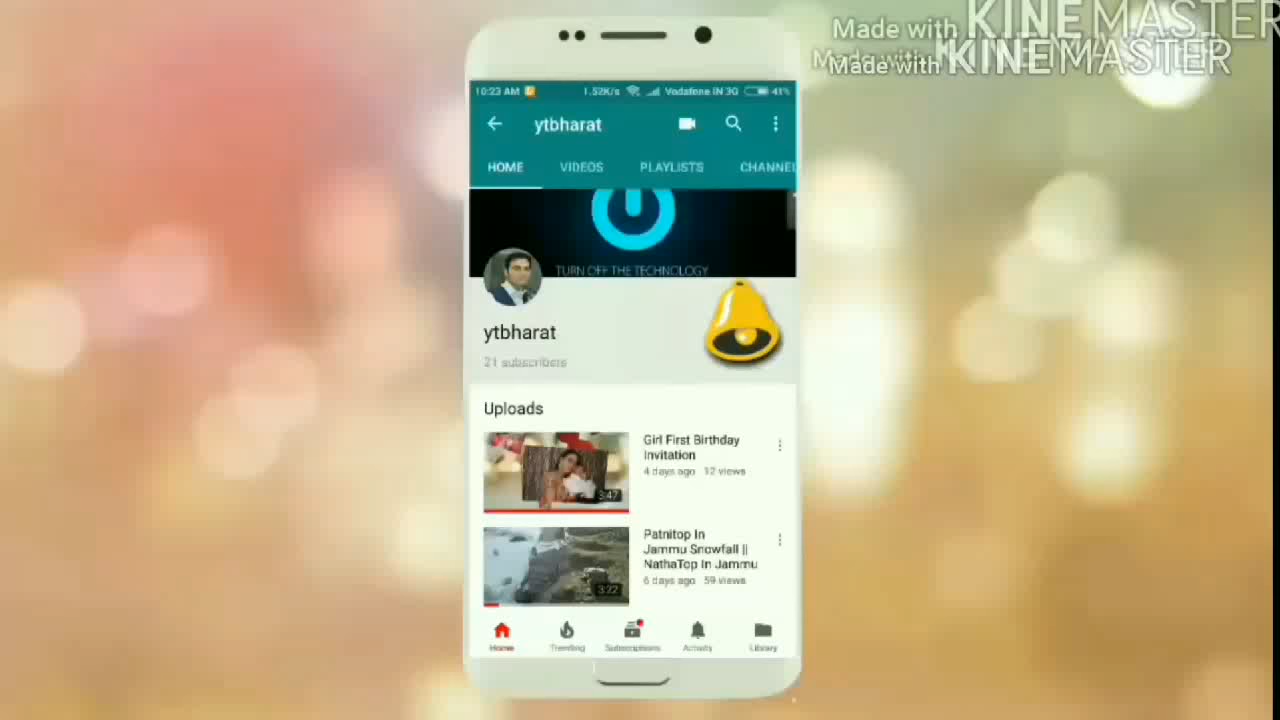 Made with KINEMASTER
Made with KINEMASTER
10:23 AM 1.52K/s Vodafone IN 3G 41%
ytbharat
HOME VIDEOS PLAYLISTS CHANNEL
TURN OFF THE TECHNOLOGY
ytbharat
21 subscribers
Uploads
Girl First Birthday
Invitation
4 days ago 12 views
3:47
Patnitop In
Jammu Snowfall ||
NathaTop In Jammu
6 days ago 59 views
3:22
Home Trending Subscriptions Activity Library